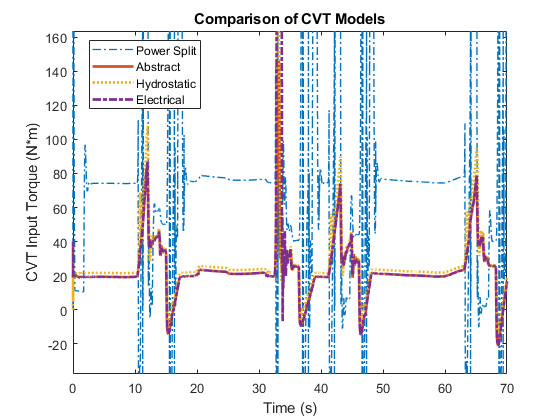 Comparison of CVT Models
160
140
120
100
80
60
40
20
0
-20
CVT Input Torque (N*m)
Power Split
Abstract
Hydrostatic
Electrical
0 10 20 30 40 50 60 70
Time (s)